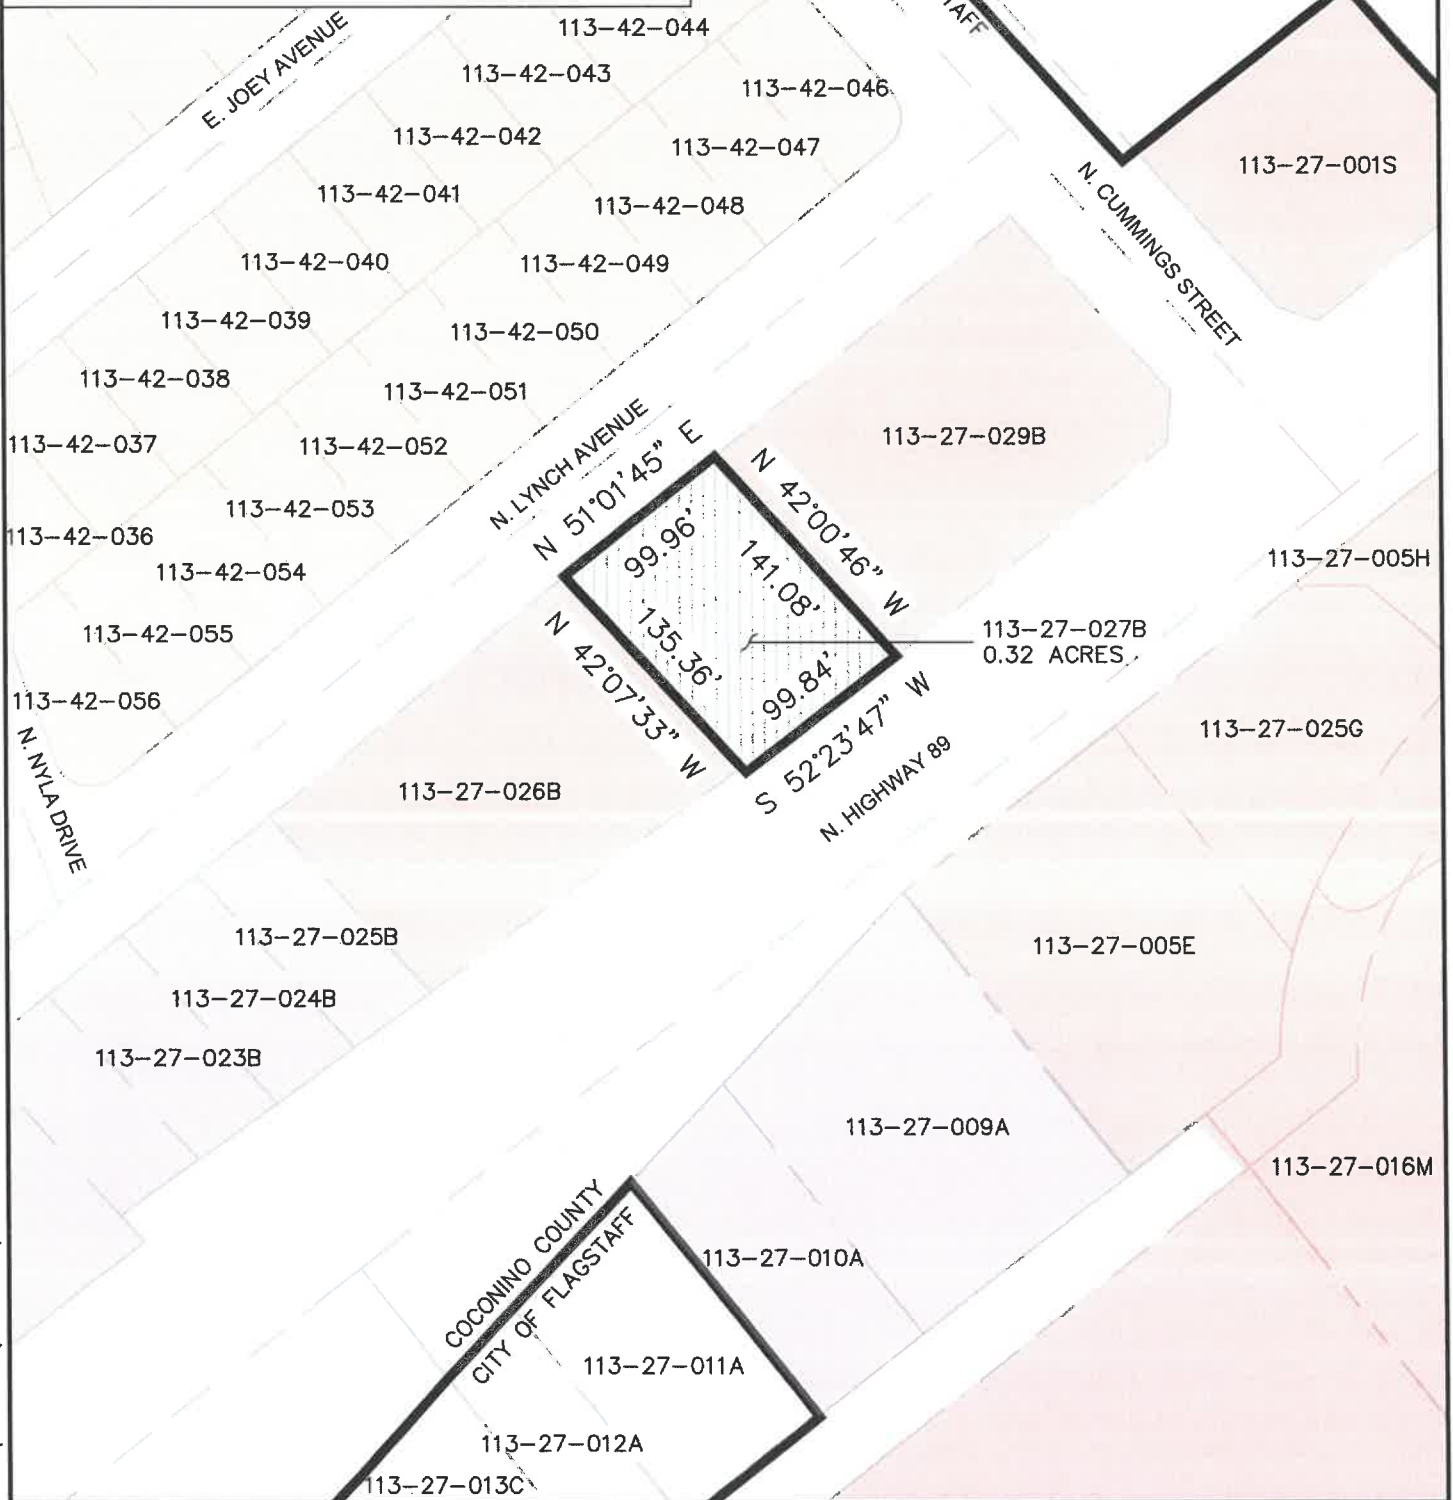 113-42-044
E. JOEY AVENUE
113-42-043
113-42-046
113-42-042
113-42-047
113-27-001S
113-42-041
113-42-048
N. CUMMINGS STREET
113-42-040
113-42-049
113-42-039
113-42-050
113-42-038
113-42-051
113-42-037
113-42-052
113-27-029B
N. LYNCH AVENUE
N 51°01'45" E
99.96'
N 42°00'46" W
141.08'
113-42-053
113-42-036
113-42-054
113-27-005H
113-42-055
N 42°07'33" W
135.36'
113-27-027B
0.32 ACRES
99.84'
S 52°23'47" W
113-42-056
N. NYLA DRIVE
113-27-025G
N. HIGHWAY 89
113-27-026B
113-27-025B
113-27-005E
113-27-024B
113-27-023B
113-27-009A
113-27-016M
COCONINO COUNTY
CITY OF FLAGSTAFF
113-27-010A
113-27-011A
113-27-012A
113-27-013C